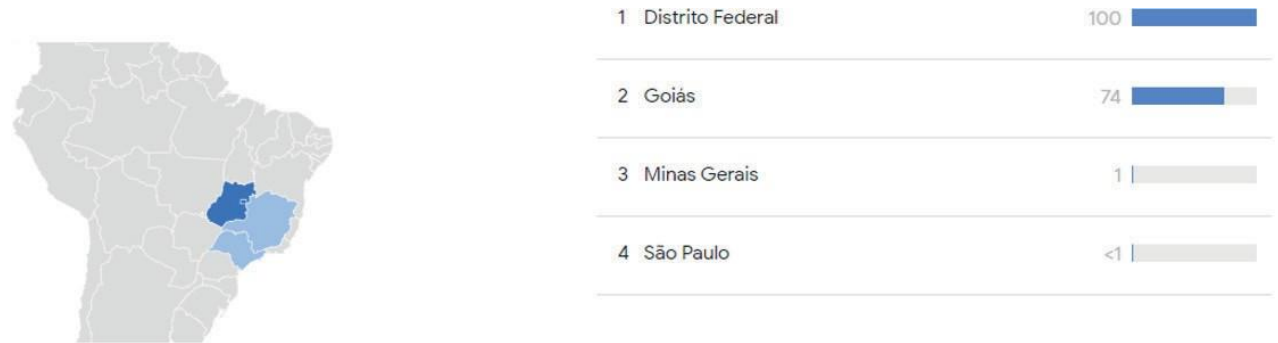 1 Distrito Federal 100
2 Goiás 74
3 Minas Gerais 1
4 São Paulo <1